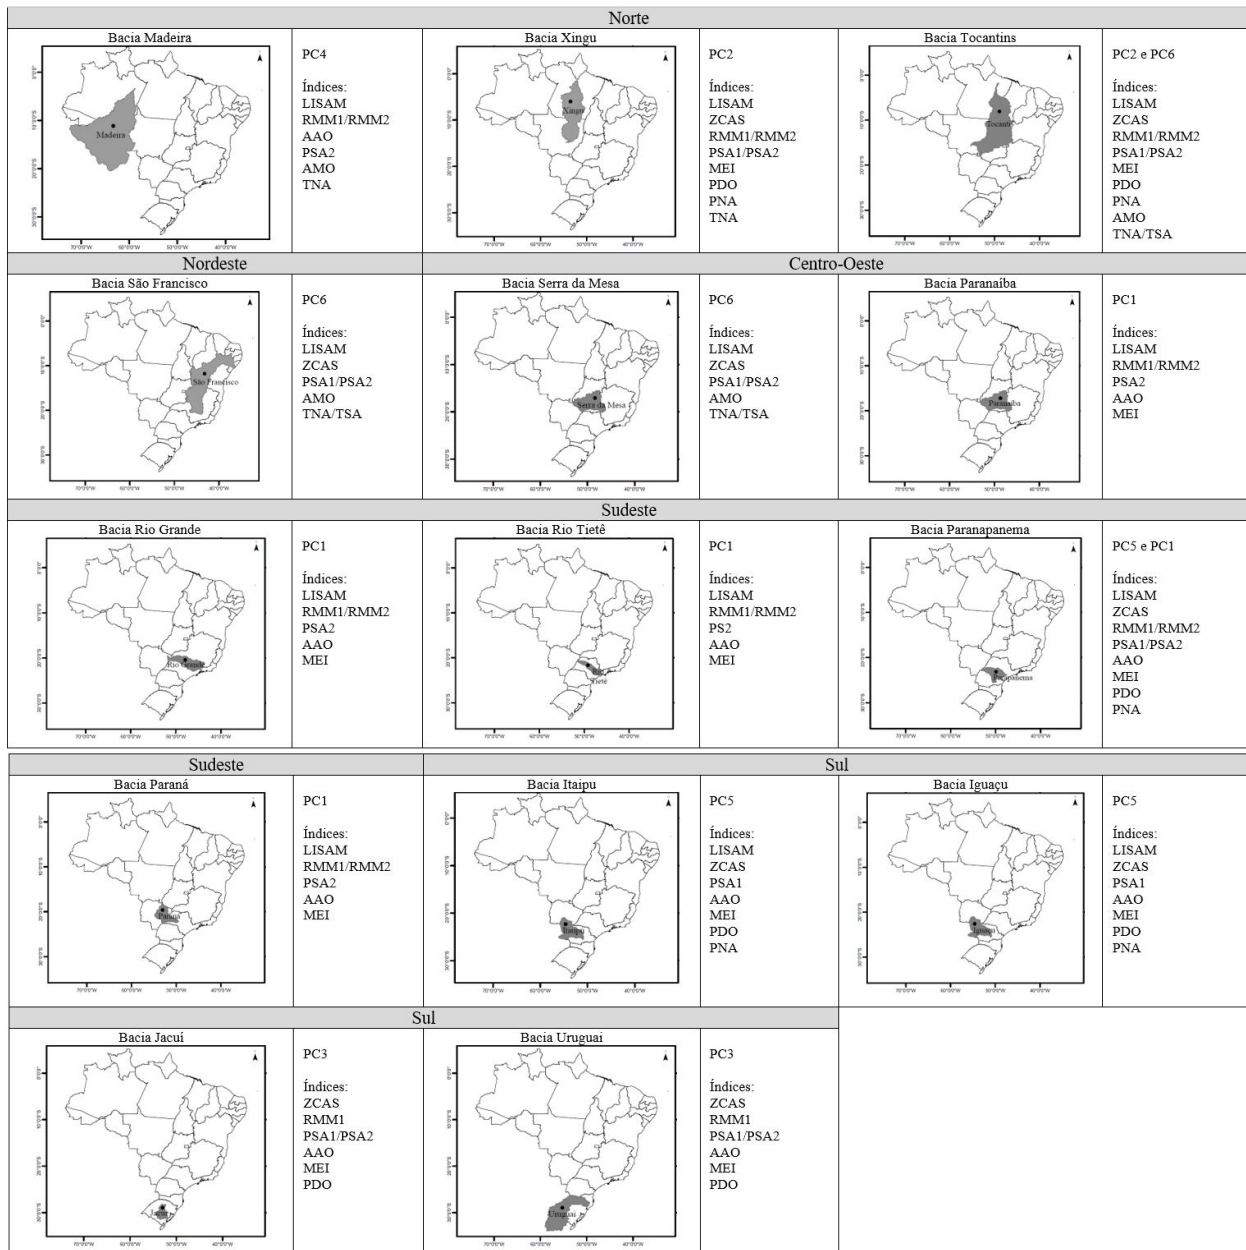 Norte
Bacia Madeira
Madeira
PC4
Índices:
LISAM
RMM1/RMM2
AAO
PSA2
AMO
TNA
Bacia Xingu
Xingu
PC2
Índices:
LISAM
ZCAS
RMM1/RMM2
PSA1/PSA2
MEI
PDO
PNA
TNA
Bacia Tocantins
PC2 e PC6
Índices:
LISAM
ZCAS
RMM1/RMM2
PSA1/PSA2
MEI
PDO
PNA
AMO
TNA/TSA
Nordeste
Centro-Oeste
Bacia São Francisco
São Francisco
PC6
Índices:
LISAM
ZCAS
PSA1/PSA2
AMO
TNA/TSA
Bacia Serra da Mesa
Serra da Mesa
PC6
Índices:
LISAM
ZCAS
PSA1/PSA2
AMO
TNA/TSA
Bacia Paranaíba
Paranaíba
PC1
Índices:
LISAM
RMM1/RMM2
PSA2
AAO
MEI
Sudeste
Bacia Rio Grande
Rio Grande
PC1
Índices:
LISAM
RMM1/RMM2
PSA2
AAO
MEI
Bacia Rio Tietê
Rio
Tietê
PC1
Índices:
LISAM
RMM1/RMM2
PS2
AAO
MEI
Bacia Paranapanema
PC5 e PC1
Índices:
LISAM
ZCAS
RMM1/RMM2
PSA1/PSA2
AAO
MEI
PDO
PNA
Sudeste
Sul
Bacia Paraná
Paraná
PC1
Índices:
LISAM
RMM1/RMM2
PSA2
AAO
MEI
Bacia Itaipu
Itaipu
PC5
Índices:
LISAM
ZCAS
PSA1
AAO
MEI
PDO
PNA
Bacia Iguaçu
Iguaçu
PC5
Índices:
LISAM
ZCAS
PSA1
AAO
MEI
PDO
PNA
Sul
Bacia Jacuí
PC3
Índices:
ZCAS
RMM1
PSA1/PSA2
AAO
MEI
PDO
Bacia Uruguai
Uruguai
PC3
Índices:
ZCAS
RMM1
PSA1/PSA2
AAO
MEI
PDO